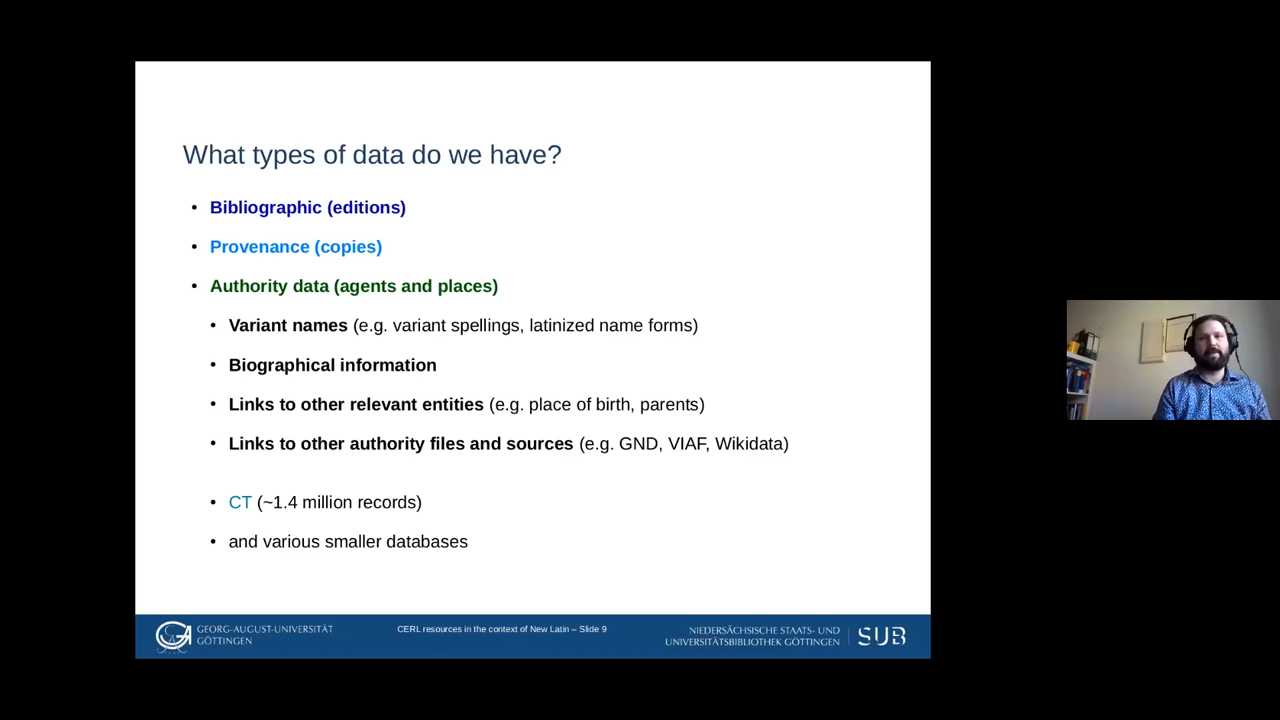 What types of data do we have?
• Bibliographic (editions)
• Provenance (copies)
• Authority data (agents and places)
• Variant names (e.g. variant spellings, latinized name forms)
• Biographical information
• Links to other relevant entities (e.g. place of birth, parents)
• Links to other authority files and sources (e.g. GND, VIAF, Wikidata)
• CT (~1.4 million records)
• and various smaller databases
GEORG-AUGUST-UNIVERSITÄT
GÖTTINGEN
CERL resources in the context of New Latin – Slide 9
NIEDERSÄCHSISCHE STAATS- UND
UNIVERSITÄTSBIBLIOTHEK GÖTTINGEN
SUB